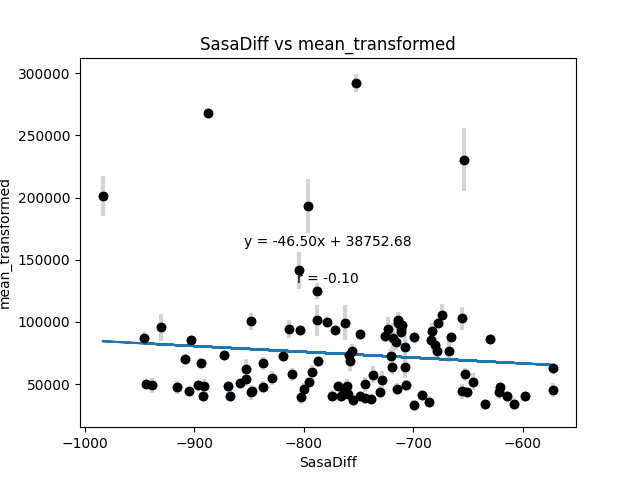 SasaDiff vs mean_transformed
300000
250000
200000
150000
100000
50000
mean_transformed
y = -46.50x + 38752.68
r = -0.10
−1000
−900
−800
−700
−600
SasaDiff